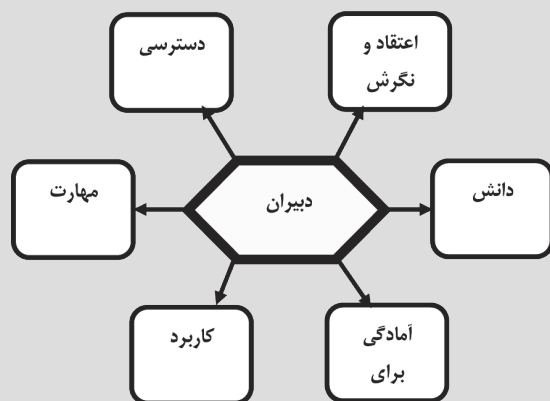 اعتقاد و
نگرش
دسترسی
دانش
دبیران
مهارت
آمادگی
برای
کاربرد